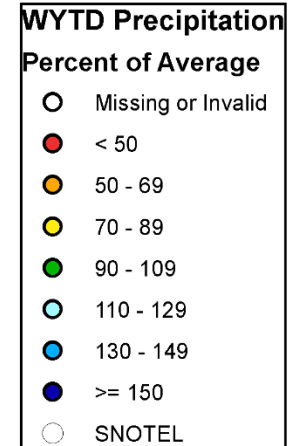 WYTD Precipitation
Percent of Average
Missing or Invalid
< 50
50 - 69
70 - 89
90 - 109
110 - 129
130 - 149
>= 150
SNOTEL